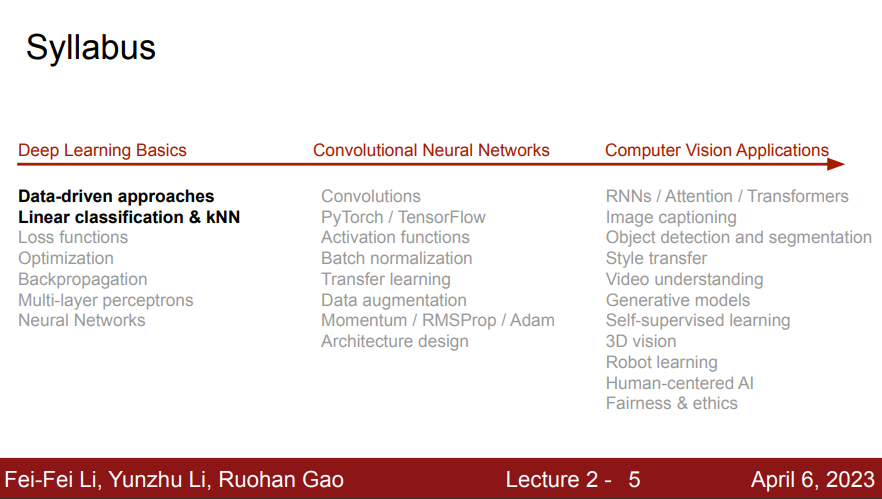 Syllabus
Deep Learning Basics
Data-driven approaches
Linear classification & kNN
Loss functions
Optimization
Backpropagation
Multi-layer perceptrons
Neural Networks
Convolutional Neural Networks
Convolutions
PyTorch / TensorFlow
Activation functions
Batch normalization
Transfer learning
Data augmentation
Momentum / RMSProp / Adam
Architecture design
Computer Vision Applications
RNNs / Attention / Transformers
Image captioning
Object detection and segmentation
Style transfer
Video understanding
Generative models
Self-supervised learning
3D vision
Robot learning
Human-centered AI
Fairness & ethics
Fei-Fei Li, Yunzhu Li, Ruohan Gao
Lecture 2 - 5
April 6, 2023